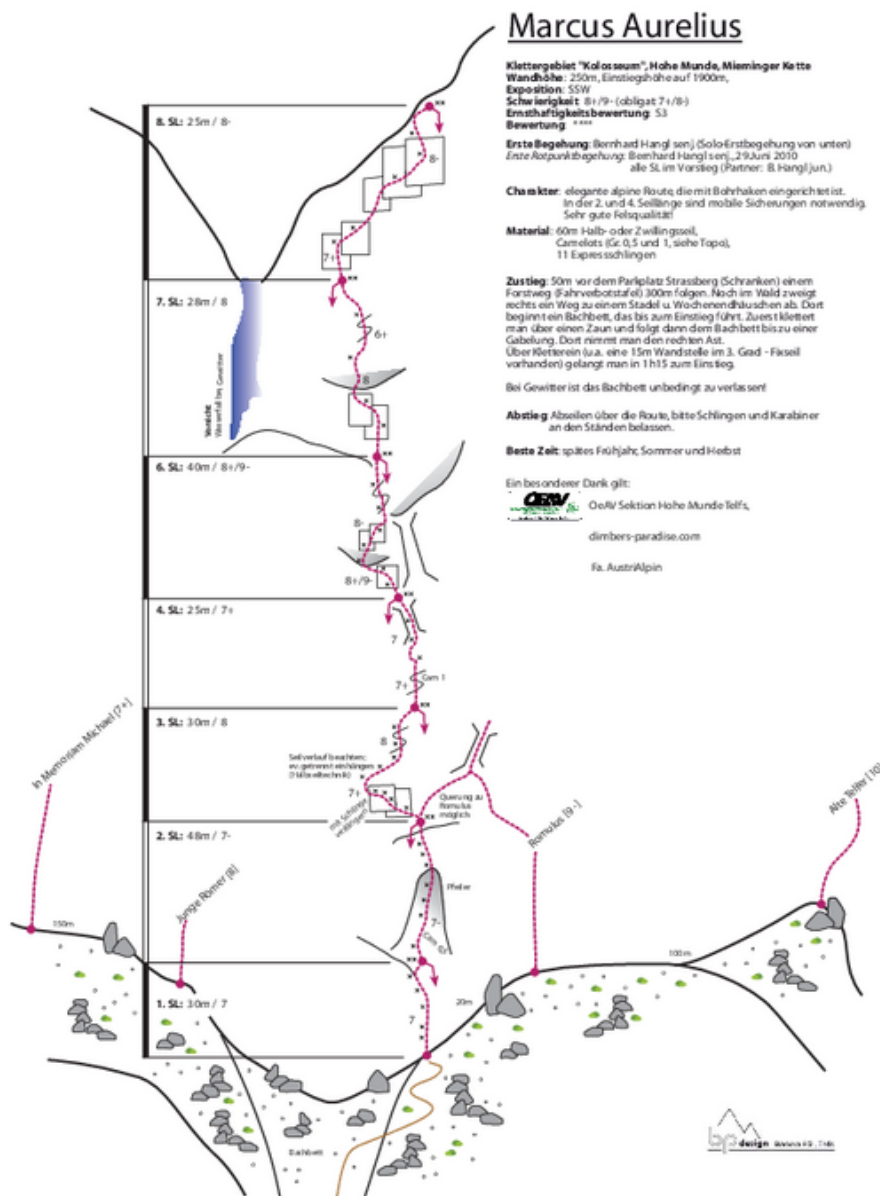 Marcus Aurelius
Klettergebiet "Kolosseum", Hohe Munde, Mieminger Kette
Wandhöhe: 250m, Einstiegshöhe auf 1900m,
Exposition: SSW
Schwierigkeit: 8+/9- (obligat: 7+/8-)
Ernsthaftigkeitsbewertung: S3
Bewertung: ****
Erste Begehung: Bernhard Hangl senj. (Solo-Erstbegehung von unten)
Erste Rotpunktbegehung: Bernhard Hangl senj., 29.Juni 2010
alle SL im Vorstieg (Partner: B. Hangl jun.)
Charakter: elegante alpine Route, die mit Bohrhaken eingerichtet ist.
In der 2. und 4. Seillänge sind mobile Sicherungen notwendig.
Sehr gute Felsqualität!
Material: 60m Halb- oder Zwillingsseil,
Camelots (Gr. 0,5 und 1, siehe Topo),
11 Expressschlingen
Zustieg: 50m vor dem Parkplatz Strassberg (Schranken) einem
Forstweg (Fahrverbotstafel) 300m folgen. Noch im Wald zweigt
rechts ein Weg zu einem Stadel u. Wochenendhäuschen ab. Dort
beginnt ein Bachbett, das bis zum Einstieg führt. Zuerst klettert
man über einen Zaun und folgt dann dem Bachbett bis zu einer
Gabelung. Dort nimmt man den rechten Ast.
Über Kletterein (u.a. eine 15m Wandstelle im 3. Grad - Fixseil
vorhanden) gelangt man in 1h15 zum Einstieg.
Bei Gewitter ist das Bachbett unbedingt zu verlassen!
Abstieg: Abseilen über die Route, bitte Schlingen und Karabiner
an den Ständen belassen.
Beste Zeit: spätes Frühjahr, Sommer und Herbst
Ein besonderer Dank gilt:
OEAV
OeAV Sektion Hohe Munde Telfs,
climbers-paradise.com
Fa. AustriAlpin
8. SL: 25m / 8-
8-
7+
7. SL: 28m / 8
6+
8
Vorsicht:
Wasserfall bei Gewitter
6. SL: 40m / 8+/9-
8-
8+/9-
4. SL: 25m / 7+
7
7+
Cam 1
3. SL: 30m / 8
8
Seilverlauf beachten;
ev. getrennt einhängen
(Halbseiltechnik)
7+
mit Schlinge
verlängern
Querung zu
Romulus
möglich
2. SL: 48m / 7-
Pfeiler
7-
Cam 0,5
1. SL: 30m / 7
7
In Memoriam Michael [7+]
Junge Römer [8]
Romulus [9-]
Alte Telfer [10]
150m
20m
100m
Bachbett
bp design